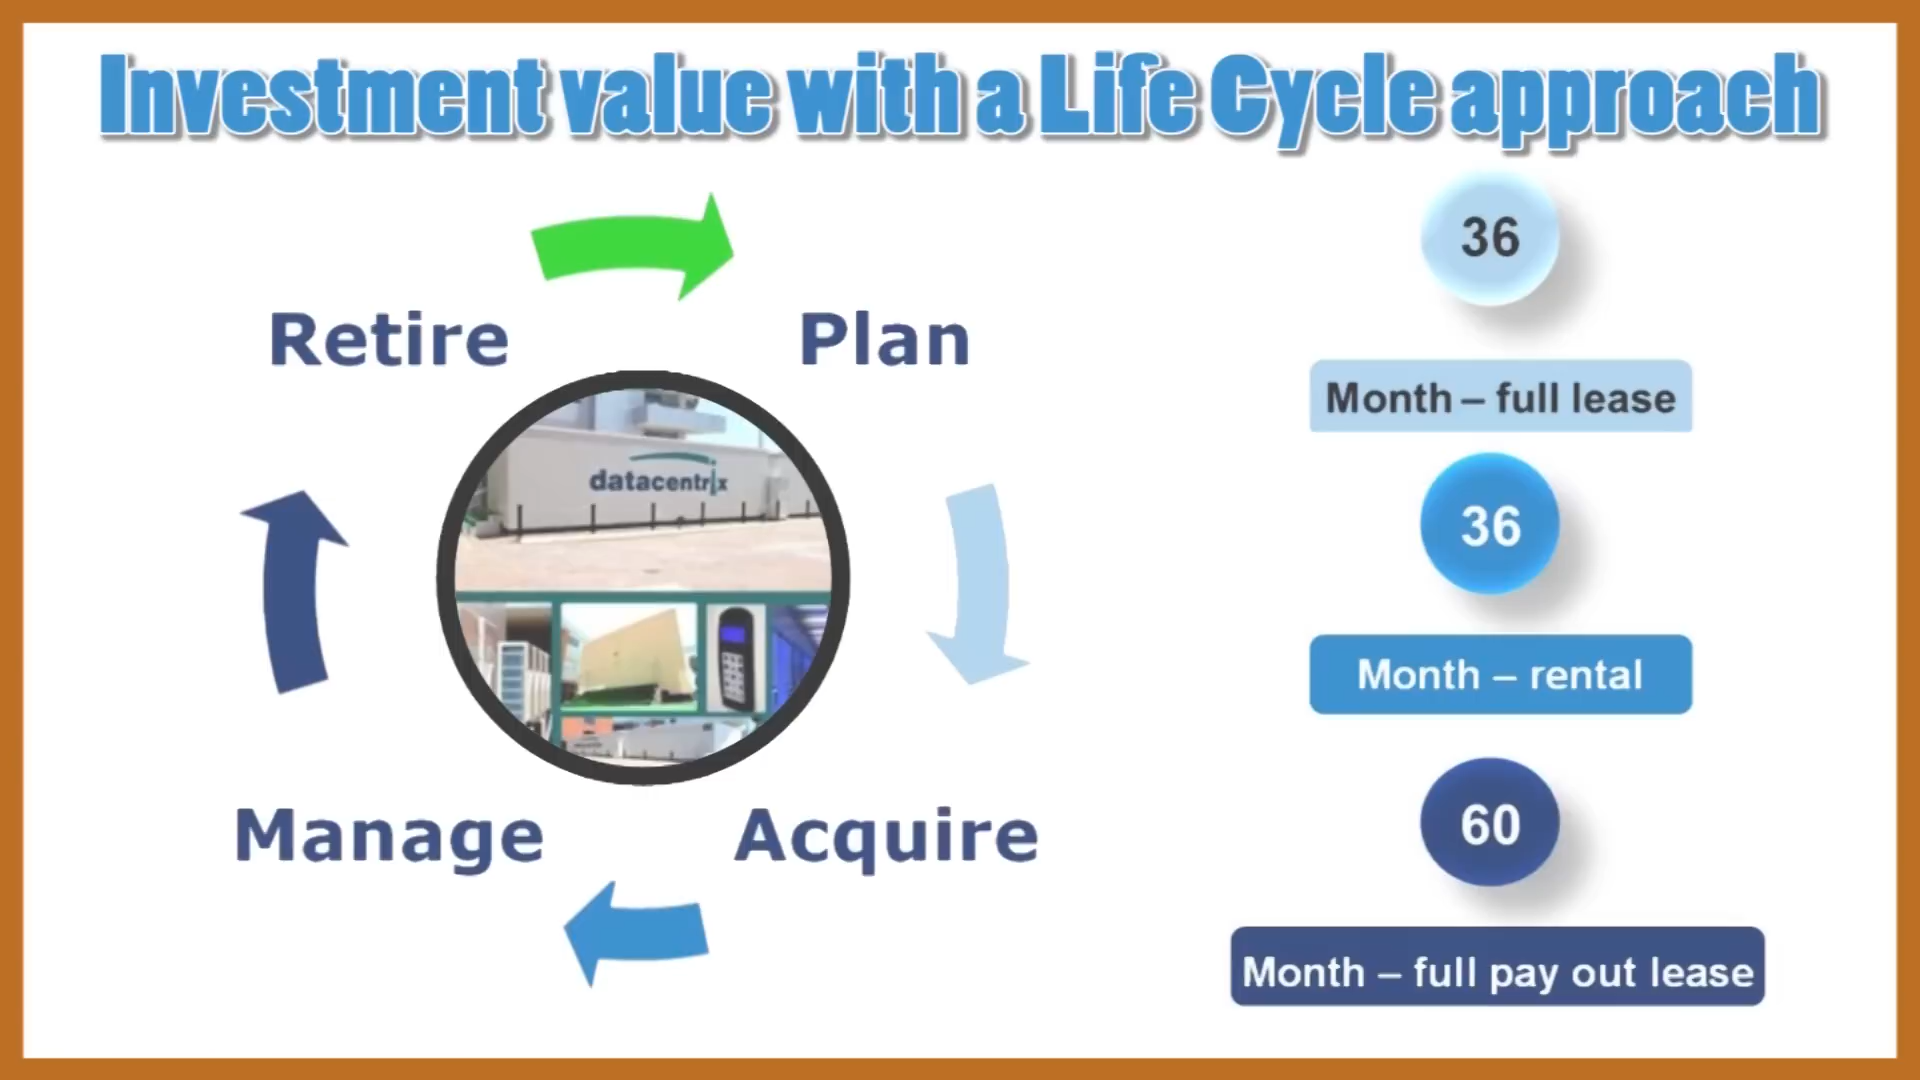 Investment value with a Life Cycle approach
Retire
Plan
datacentrix
Manage
Acquire
36
Month – full lease
36
Month – rental
60
Month – full pay out lease